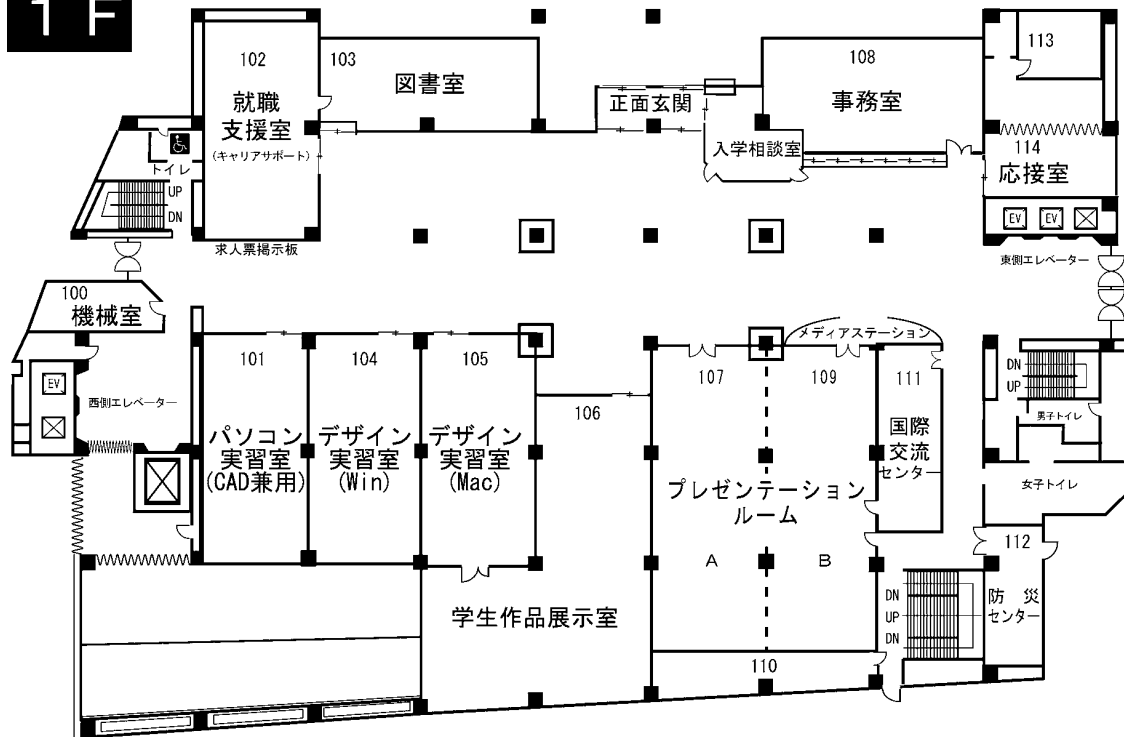 1F
102
就職
支援室
(キャリアサポート)
103
図書室
正面玄関
108
事務室
入学相談室
113
114
応接室
EV
EV
東側エレベーター
トイレ
UP
DN
求人票掲示板
100
機械室
EV
西側エレベーター
101
パソコン
実習室
(CAD兼用)
104
デザイン
実習室
(Win)
105
デザイン
実習室
(Mac)
106
学生作品展示室
メディアステーション
107
109
プレゼンテーション
ルーム
A
B
110
111
国際
交流
センター
DN
UP
男子トイレ
女子トイレ
112
防災
センター
DN
UP
DN